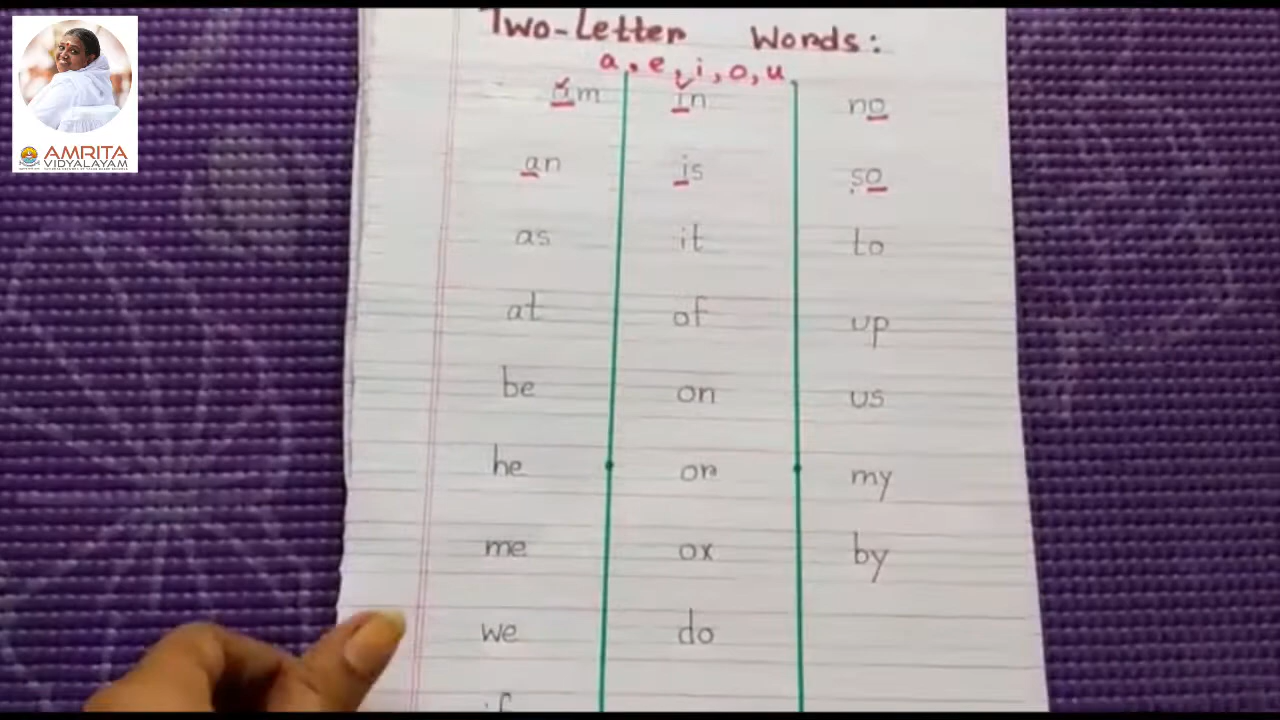 AMRITA
VIDYALAYAM
Two-Letter Words:
a, e, i, o, u
am in no
an is so
as it to
at of up
be on us
he or my
me ox by
we do
if